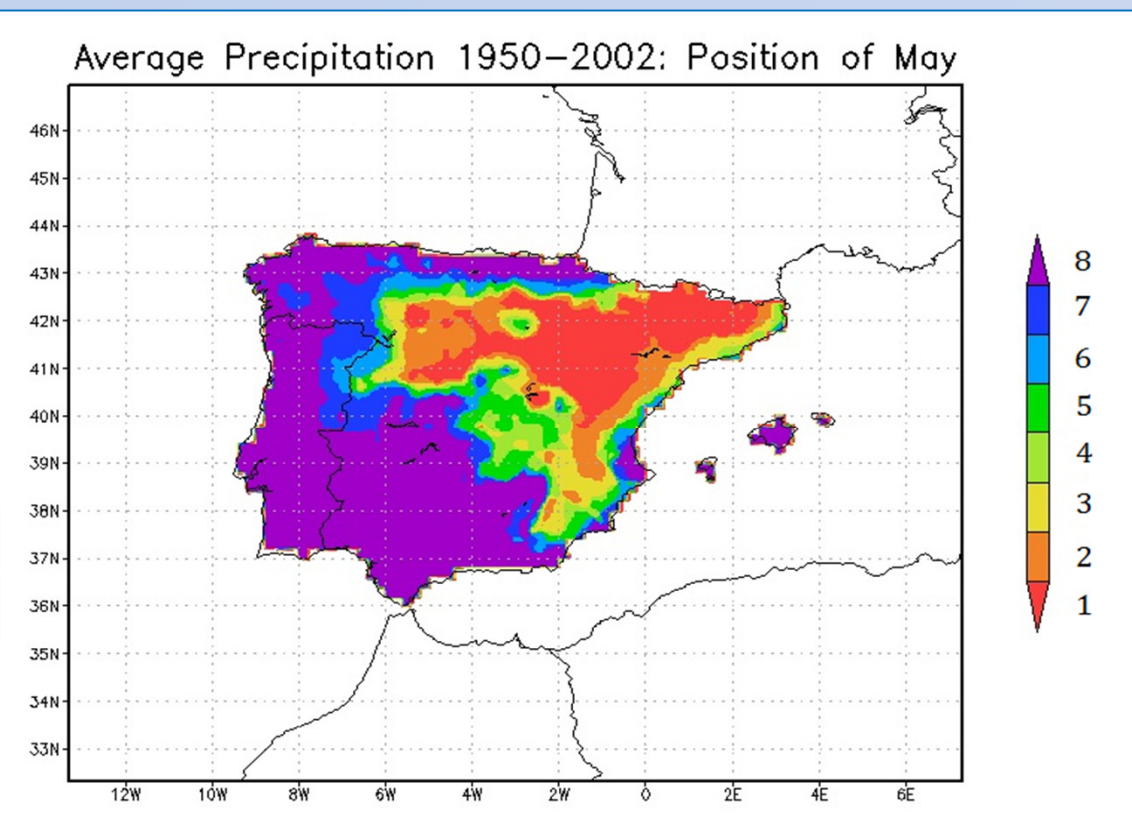 Average Precipitation 1950–2002: Position of May
46N
45N
44N
43N
42N
41N
40N
39N
38N
37N
36N
35N
34N
33N
12W 10W 8W 6W 4W 2W 0 2E 4E 6E
8
7
6
5
4
3
2
1